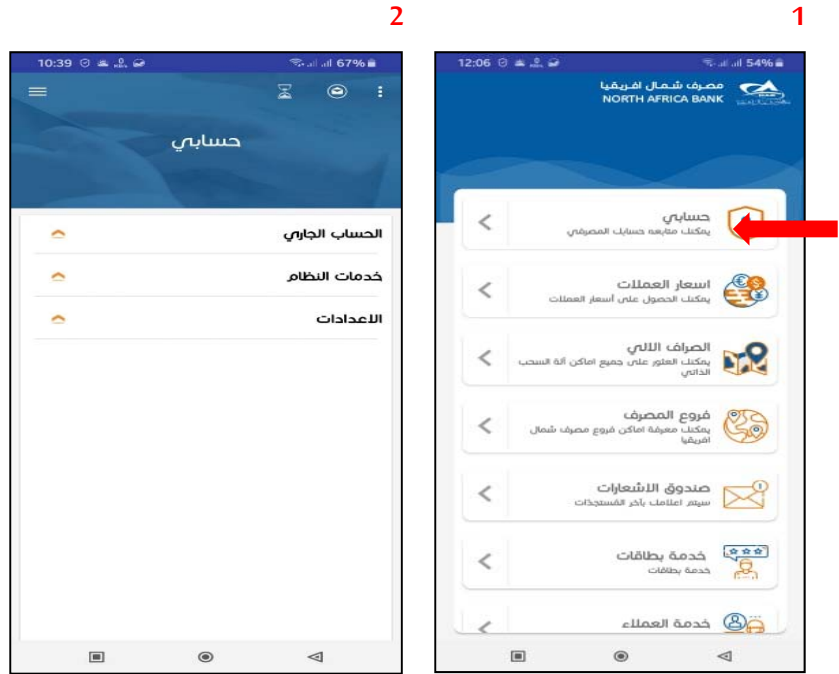 2
1
12:06
54%
مصرف شمال افريقيا
NORTH AFRICA BANK
حسابي
يمكنك متابعه حسابك المصرفي
اسعار العملات
يمكنك الحصول على أسعار العملات
الصراف الالي
يمكنك العثور على جميع اماكن آلة السحب
الذاتي
فروع المصرف
يمكنك معرفة اماكن فروع مصرف شمال
افريقيا
صندوق الاشعارات
سيتم اعلامك بآخر المستجدات
خدمة بطاقات
خدمة بطاقات
خدمة العملاء
10:39
67%
حسابي
الحساب الجاري
خدمات النظام
الاعدادات